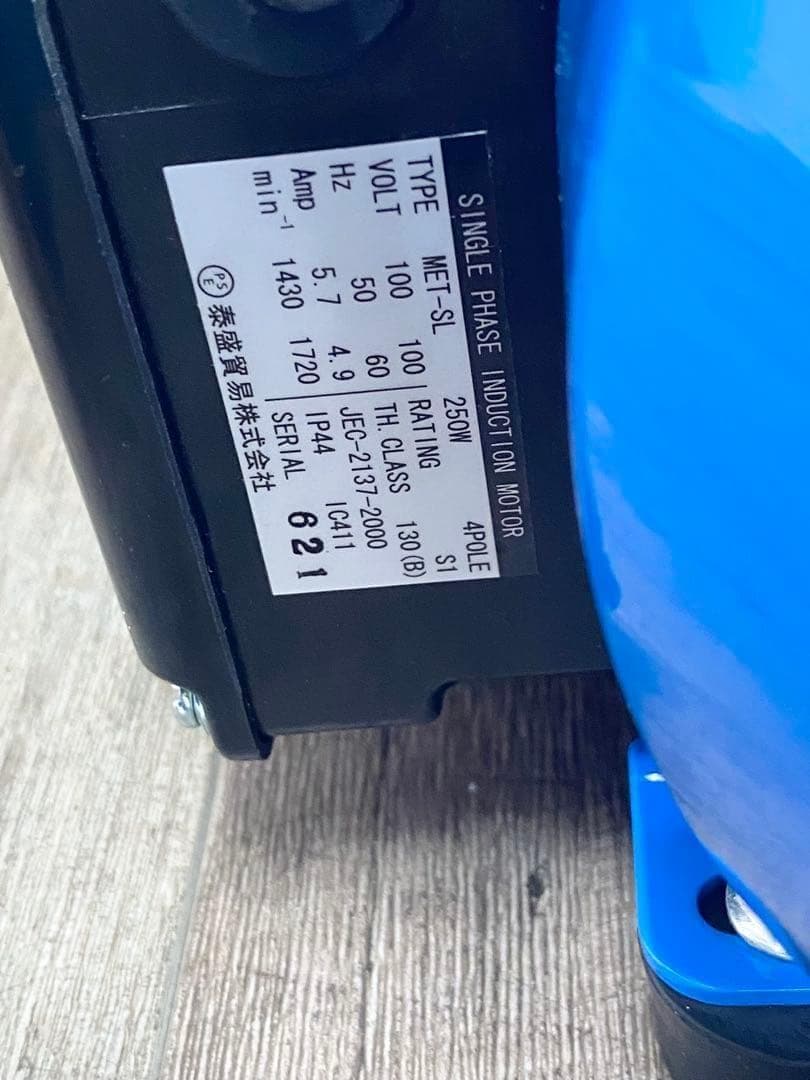 SINGLE PHASE INDUCTION MOTOR
TYPE MET-SL 250W 4POLE
VOLT 100 100 RATING S1
Hz 50 60 TH.CLASS 130(B)
Amp 5.7 4.9 JEC-2137-2000
min-1 1430 1720 IP44 IC411
SERIAL 621
PSE 泰盛貿易株式会社